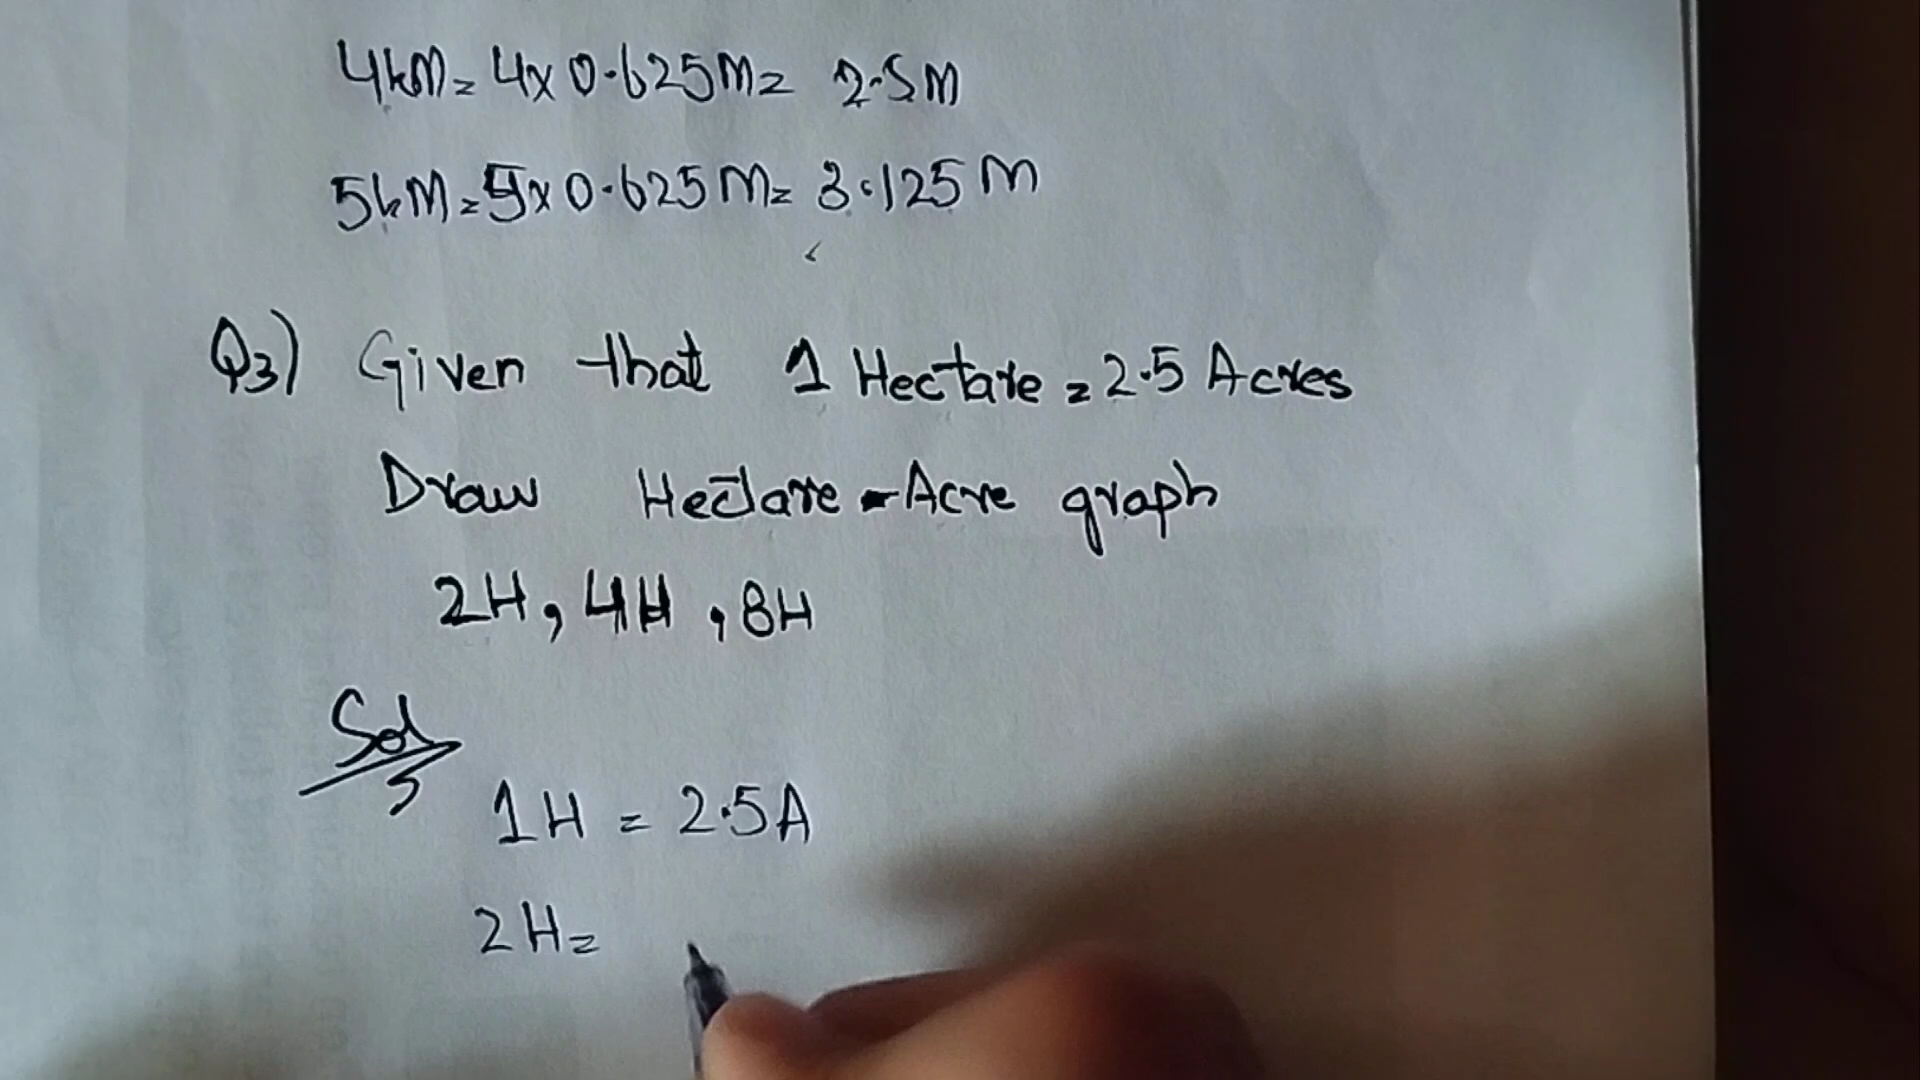 4kM = 4x 0.625M = 2.5M
5kM = 5x 0.625M = 3.125 M
Q3) Given that 1 Hectare = 2.5 Acres
Draw Hectare - Acre graph
2H, 4H, 8H
Sol
1H = 2.5A
2H =